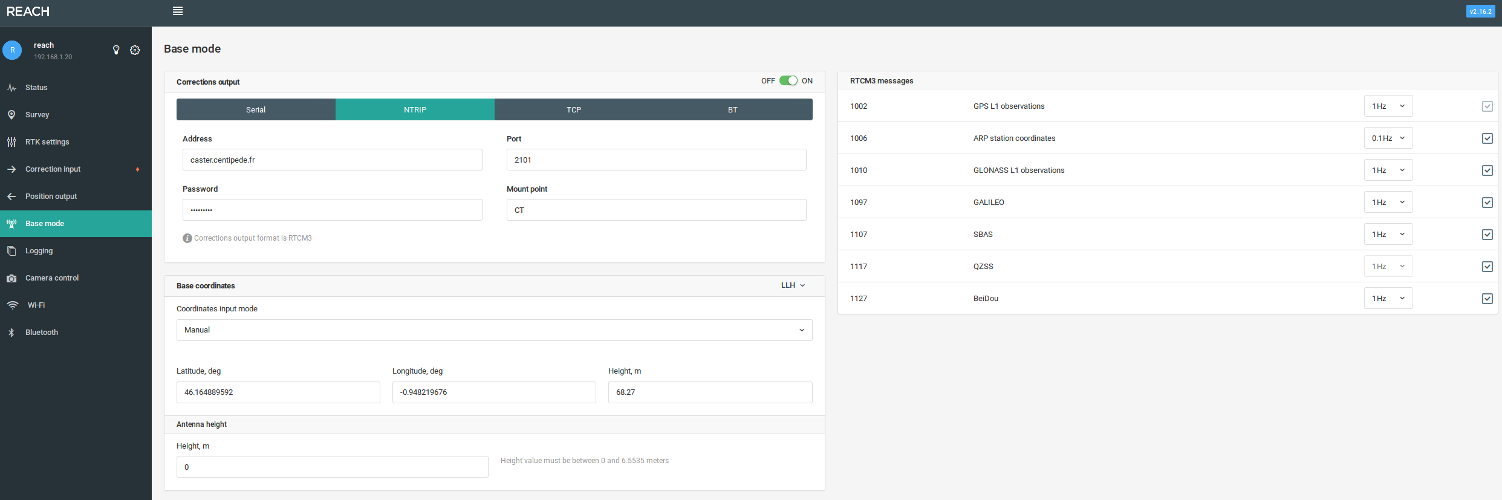 REACH
v2.16.2
R
reach
192.168.1.20
Status
Survey
RTK settings
Correction input
Position output
Base mode
Logging
Camera control
Wi-Fi
Bluetooth
Base mode
Corrections output
OFF ON
Serial NTRIP TCP BT
Address Port
caster.centipede.fr 2101
Password Mount point
••••••••• CT
Corrections output format is RTCM3
Base coordinates LLH
Coordinates input mode
Manual
Latitude, deg Longitude, deg Height, m
46.164889592 -0.948219676 68.27
Antenna height
Height, m
0 Height value must be between 0 and 6.5535 meters
RTCM3 messages
1002 GPS L1 observations 1Hz
1006 ARP station coordinates 0.1Hz
1010 GLONASS L1 observations 1Hz
1097 GALILEO 1Hz
1107 SBAS 1Hz
1117 QZSS 1Hz
1127 BeiDou 1Hz